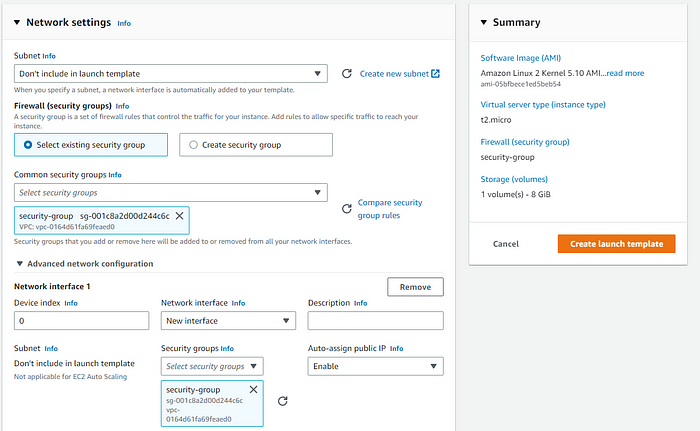 Network settings Info
Subnet Info
Don't include in launch template
Create new subnet
When you specify a subnet, a network interface is automatically added to your template.
Firewall (security groups) Info
A security group is a set of firewall rules that control the traffic for your instance. Add rules to allow specific traffic to reach your
instance.
Select existing security group
Create security group
Common security groups Info
Select security groups
security-group sg-001c8a2d00d244c6c
VPC: vpc-0164d61fa69feaed0
Compare security
group rules
Security groups that you add or remove here will be added to or removed from all your network interfaces.
Advanced network configuration
Network interface 1
Remove
Device index Info
Network interface Info
Description Info
0
New interface
Subnet Info
Security groups Info
Auto-assign public IP Info
Don't include in launch template
Not applicable for EC2 Auto Scaling
Select security groups
Enable
security-group
sg-001c8a2d00d244c6c
vpc-
0164d61fa69feaed0
Summary
Software Image (AMI)
Amazon Linux 2 Kernel 5.10 AMI...read more
ami-05bfbece1ed5beb54
Virtual server type (instance type)
t2.micro
Firewall (security group)
security-group
Storage (volumes)
1 volume(s) - 8 GiB
Cancel
Create launch template